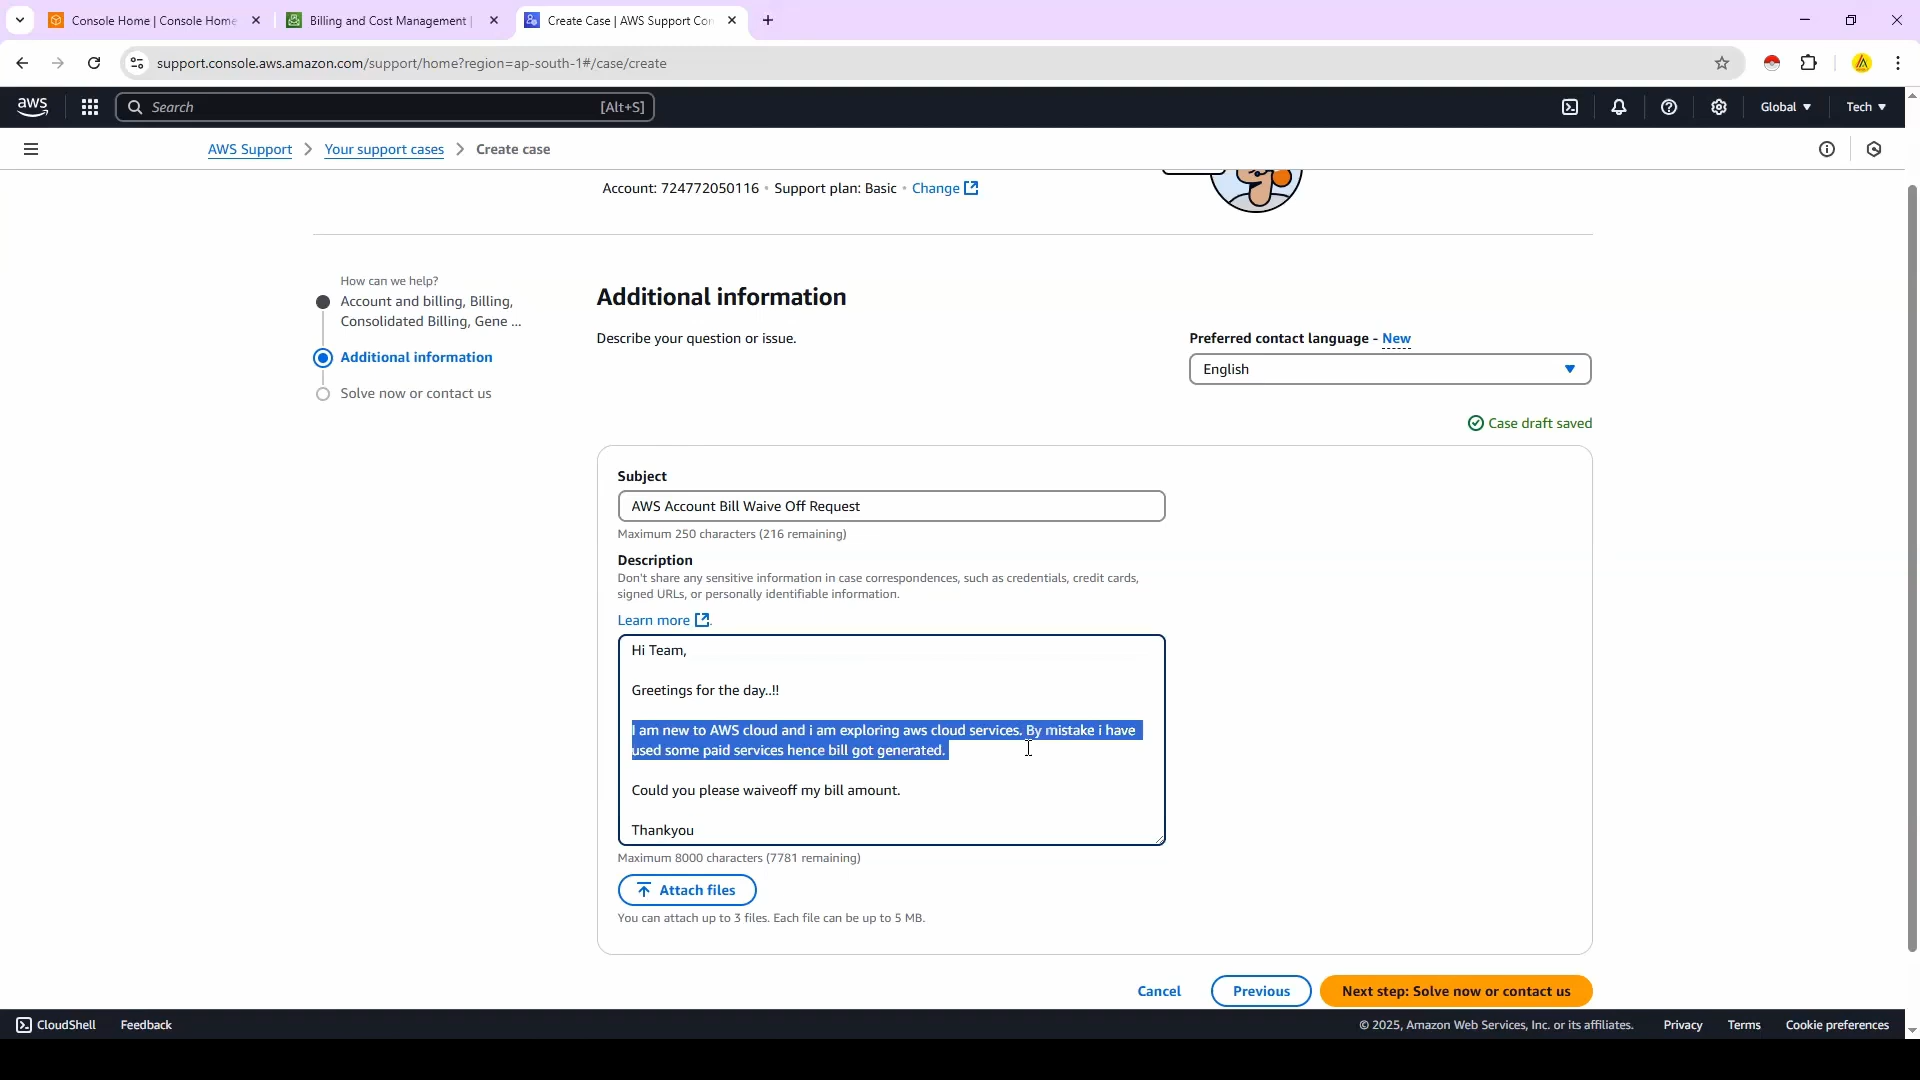 Console Home | Console Home
Billing and Cost Management |
Create Case | AWS Support Con
support.console.aws.amazon.com/support/home?region=ap-south-1#/case/create
aws
Search
[Alt+S]
Global
Tech
AWS Support
Your support cases
Create case
Account: 724772050116 • Support plan: Basic • Change
How can we help?
Account and billing, Billing,
Consolidated Billing, Gene ...
Additional information
Solve now or contact us
Additional information
Describe your question or issue.
Preferred contact language - New
English
Case draft saved
Subject
AWS Account Bill Waive Off Request
Maximum 250 characters (216 remaining)
Description
Don't share any sensitive information in case correspondences, such as credentials, credit cards,
signed URLs, or personally identifiable information.
Learn more
Hi Team,
Greetings for the day..!!
I am new to AWS cloud and i am exploring aws cloud services. By mistake i have
used some paid services hence bill got generated.
Could you please waiveoff my bill amount.
Thankyou
Maximum 8000 characters (7781 remaining)
Attach files
You can attach up to 3 files. Each file can be up to 5 MB.
Cancel
Previous
Next step: Solve now or contact us
CloudShell
Feedback
© 2025, Amazon Web Services, Inc. or its affiliates.
Privacy
Terms
Cookie preferences